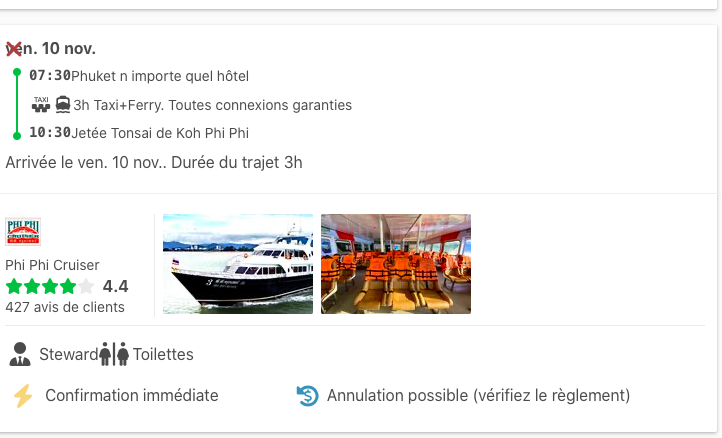 ven. 10 nov.
07:30 Phuket n importe quel hôtel
TAXI 3h Taxi+Ferry. Toutes connexions garanties
10:30 Jetée Tonsai de Koh Phi Phi
Arrivée le ven. 10 nov.. Durée du trajet 3h
PHI PHI
CRUISER
Phi Phi Cruiser
4.4
427 avis de clients
3
Steward Toilettes
Confirmation immédiate Annulation possible (vérifiez le règlement)